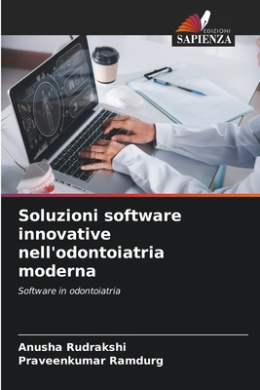 EDIZIONI
SAPIENZA
Soluzioni software
innovative
nell'odontoiatria
moderna
Software in odontoiatria
Anusha Rudrakshi
Praveenkumar Ramdurg